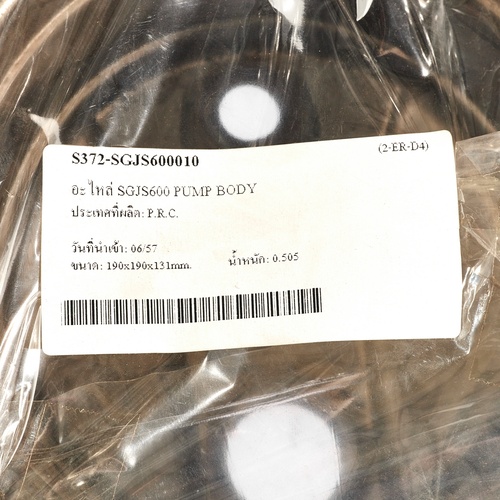 S372-SGJS600010 (2-ER-D4)
อะไหล่ SGJS600 PUMP BODY
ประเทศที่ผลิต: P.R.C.
วันที่นำเข้า: 06/57
ขนาด: 190x190x131mm. น้ำหนัก: 0.505